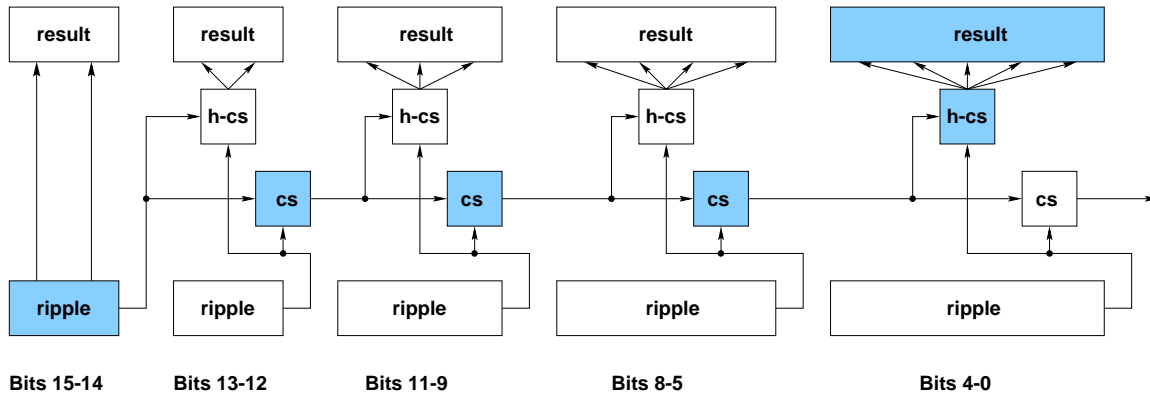 result result result result result
h-cs h-cs h-cs h-cs
cs cs cs cs
ripple ripple ripple ripple ripple
Bits 15-14 Bits 13-12 Bits 11-9 Bits 8-5 Bits 4-0